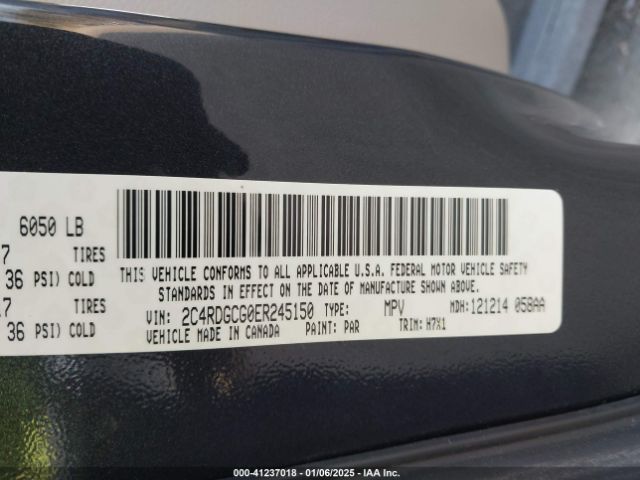 6050 LB
7 TIRES
36 PSI) COLD
17 TIRES
36 PSI) COLD
THIS VEHICLE CONFORMS TO ALL APPLICABLE U.S.A. FEDERAL MOTOR VEHICLE SAFETY
STANDARDS IN EFFECT ON THE DATE OF MANUFACTURE SHOWN ABOVE.
VIN: 2C4RDGCG0ER245150 TYPE: MPV MDH:121214 058AA
VEHICLE MADE IN CANADA PAINT: PAR TRIM: H7X1
000-41237018 - 01/06/2025 - IAA Inc.